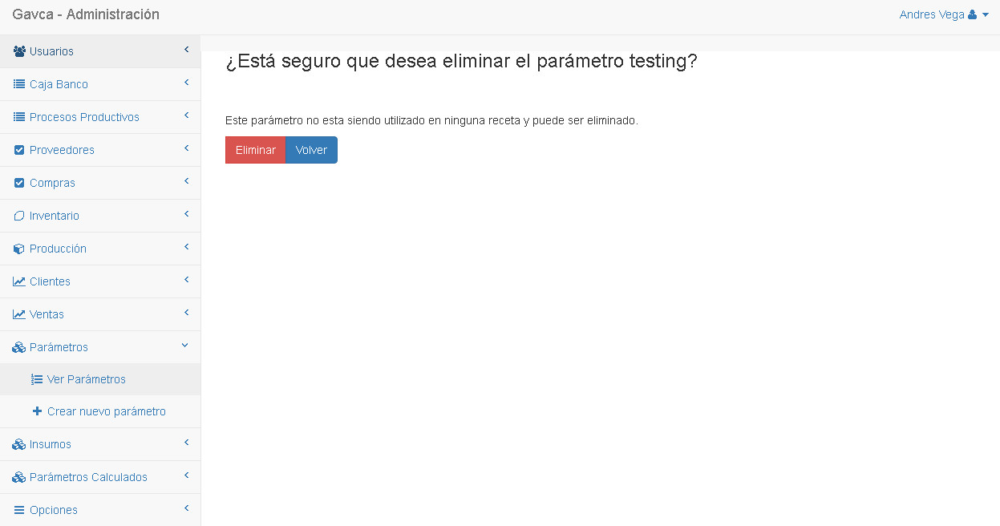 Gavca - Administración
Andres Vega
Usuarios
Caja Banco
Procesos Productivos
Proveedores
Compras
Inventario
Producción
Clientes
Ventas
Parámetros
Ver Parámetros
Crear nuevo parámetro
Insumos
Parámetros Calculados
Opciones
¿Está seguro que desea eliminar el parámetro testing?
Este parámetro no esta siendo utilizado en ninguna receta y puede ser eliminado.
Eliminar Volver